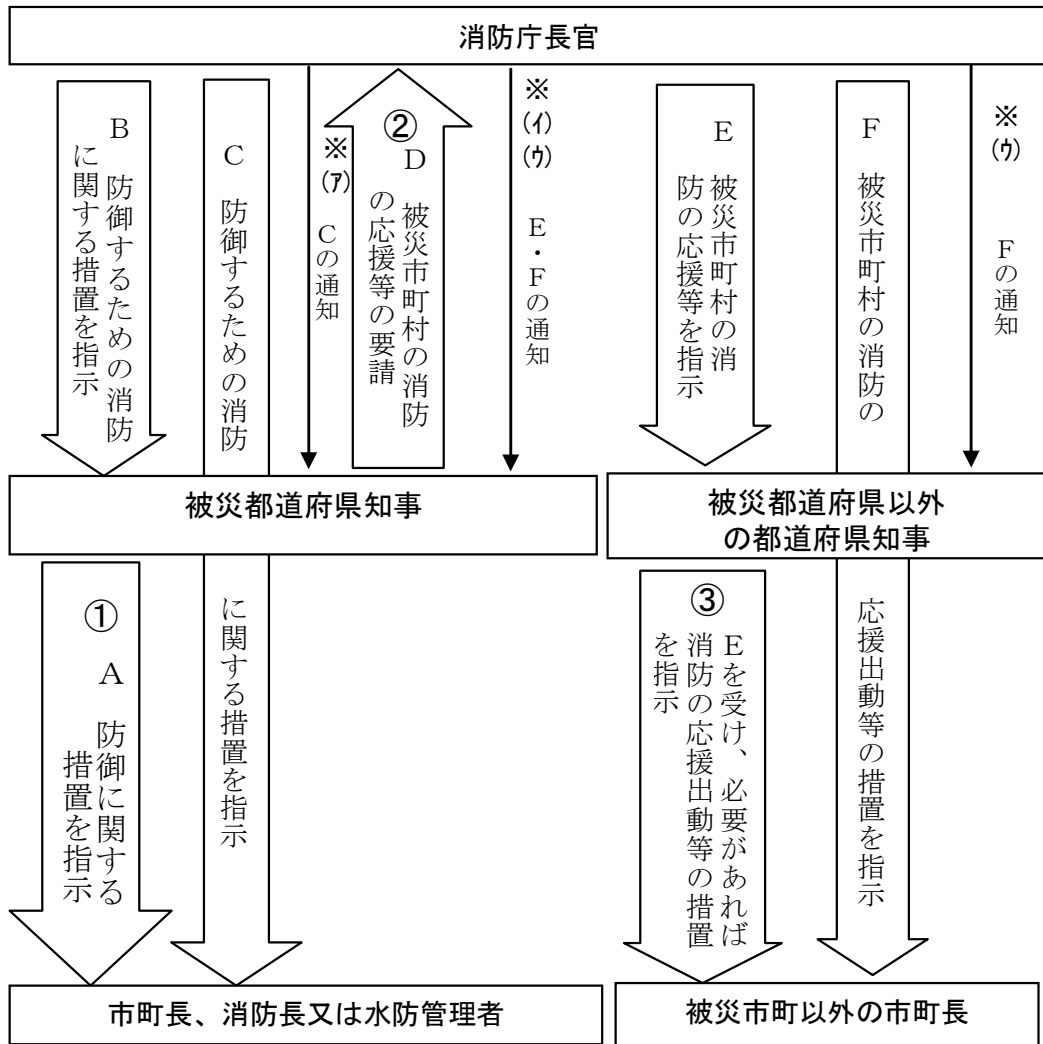 消防庁長官
B 防御するための消防
に関する措置を指示
C 防御するための消防
に関する措置を指示
※
(ｱ)
Cの通知
②
D 被災市町村の消防
の応援等の要請
※
(ｲ)
(ｳ)
E・Fの通知
E 被災市町村の消
防の応援等を指示
F 被災市町村の消防の
応援出動等の措置を指示
※
(ｳ)
Fの通知
被災都道府県知事
被災都道府県以外
の都道府県知事
①
A 防御に関する
措置を指示
③
Eを受け、必要があれば
消防の応援出動等の措置
を指示
市町長、消防長又は水防管理者
被災市町以外の市町長